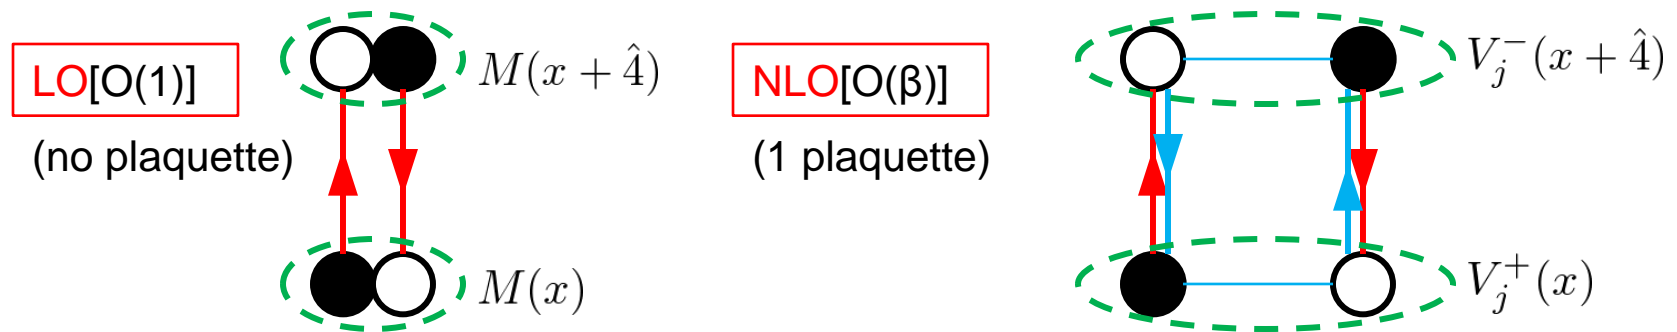 LO[O(1)]
(no plaquette)
M(x + 4̂)
M(x)
NLO[O(β)]
(1 plaquette)
V_j^-(x + 4̂)
V_j^+(x)